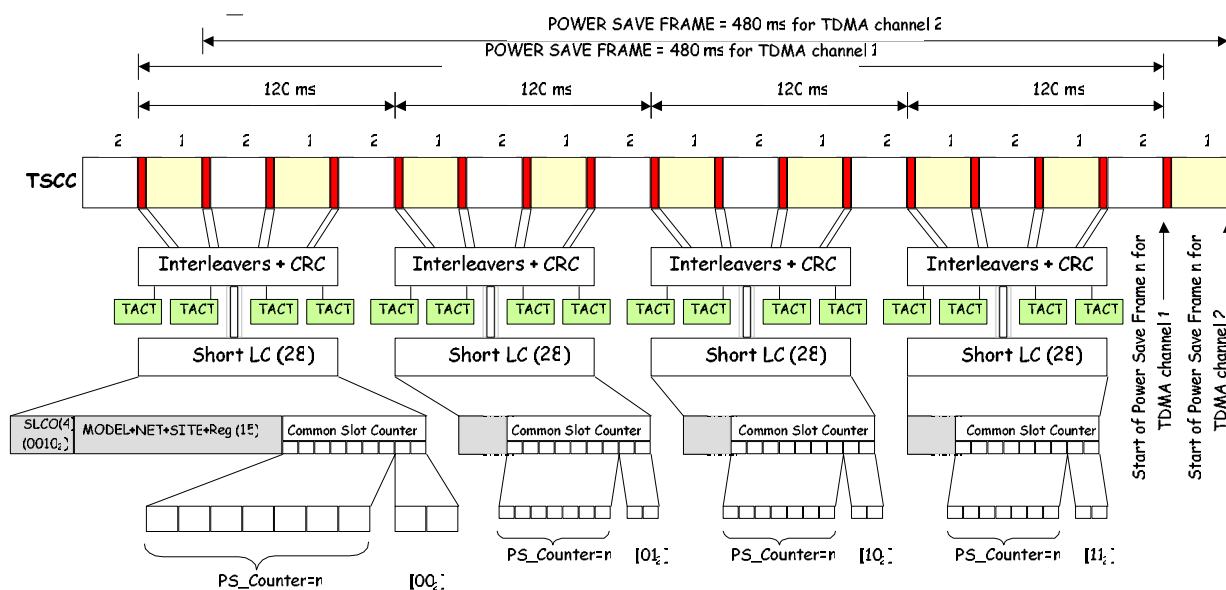 POWER SAVE FRAME = 480 ms for TDMA channel 2
POWER SAVE FRAME = 480 ms for TDMA channel 1
120 ms 120 ms 120 ms 120 ms
2 1 2 1 2 1 2 1 2 1 2 1 2 1 2 1 2 1
TSCC
Interleavers + CRC Interleavers + CRC Interleavers + CRC Interleavers + CRC
TACT TACT TACT TACT TACT TACT TACT TACT TACT TACT TACT TACT TACT TACT TACT TACT
Short LC (28) Short LC (28) Short LC (28) Short LC (28)
Start of Power Save Frame n for
TDMA channel 1
Start of Power Save Frame n for
TDMA channel 2
SLCO(4)
(0010₂)
MODEL+NET+SITE+Reg (15)
Common Slot Counter Common Slot Counter Common Slot Counter Common Slot Counter
PS_Counter=n [00₂]
PS_Counter=n [01₂]
PS_Counter=n [10₂]
PS_Counter=n [11₂]